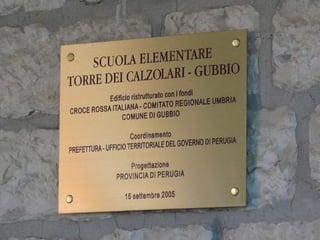 SCUOLA ELEMENTARE
TORRE DEI CALZOLARI - GUBBIO
Edificio ristrutturato con i fondi
CROCE ROSSA ITALIANA - COMITATO REGIONALE UMBRIA
COMUNE DI GUBBIO
Coordinamento
PREFETTURA - UFFICIO TERRITORIALE DEL GOVERNO DI PERUGIA
Progettazione
PROVINCIA DI PERUGIA
15 settembre 2005